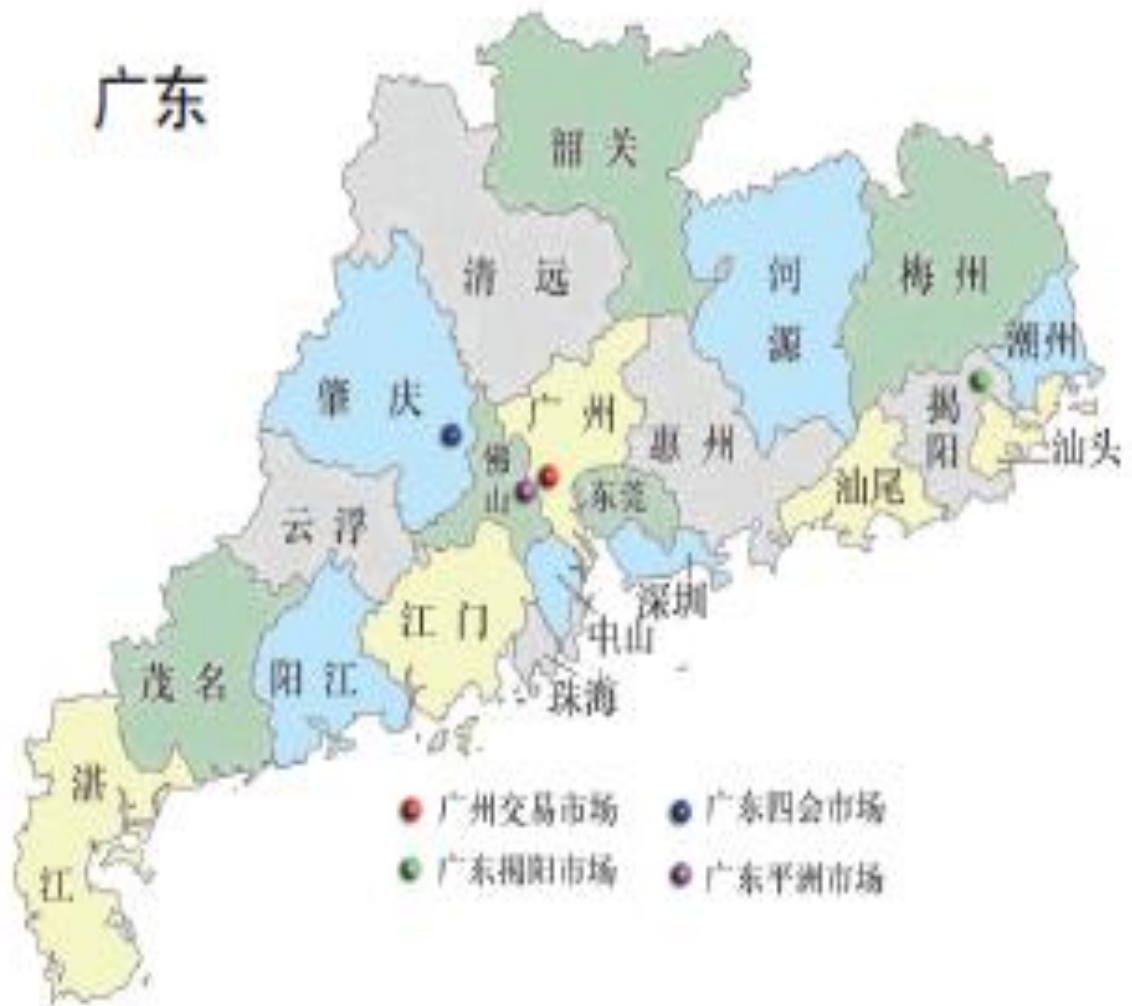 广东
韶关
清远
河源
梅州
潮州
肇庆
广州
惠州
揭阳
汕头
佛山
东莞
汕尾
云浮
深圳
江门
中山
茂名
阳江
珠海
湛江
广州交易市场
广东四会市场
广东揭阳市场
广东平洲市场